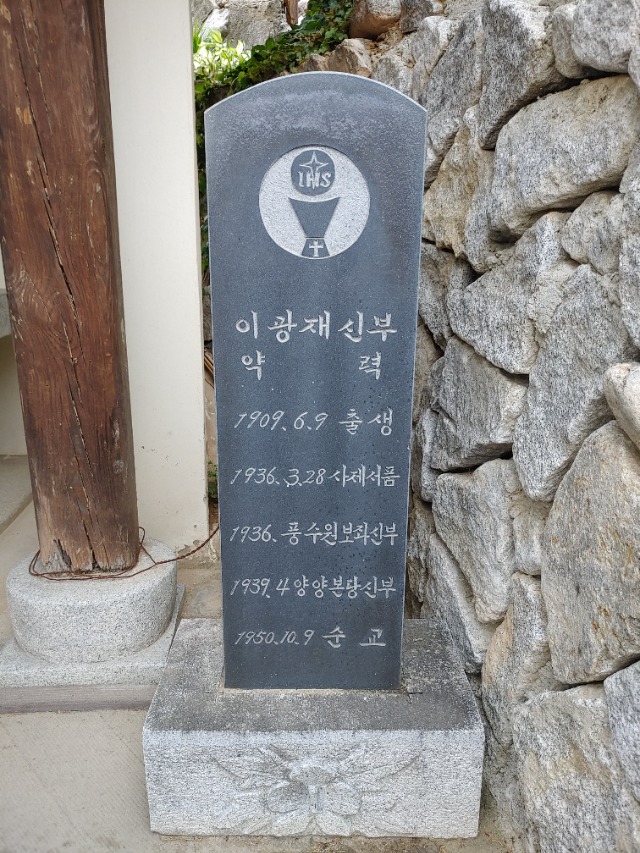 IHS
이광재신부
약 력
1909. 6. 9 출생
1936. 3. 28 사제서품
1936. 풍수원보좌신부
1939. 4 양양본당신부
1950. 10. 9 순교